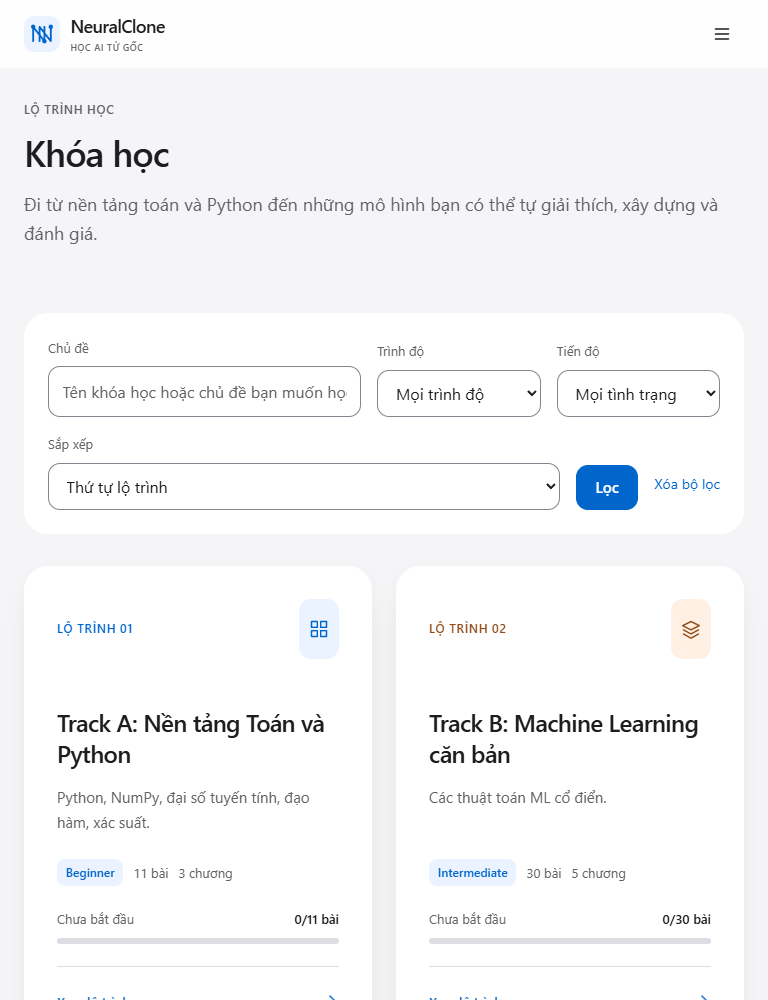 NeuralClone
HỌC AI TỪ GỐC
LỘ TRÌNH HỌC
Khóa học
Đi từ nền tảng toán và Python đến những mô hình bạn có thể tự giải thích, xây dựng và
đánh giá.
Chủ đề
Trình độ
Tiến độ
Tên khóa học hoặc chủ đề bạn muốn họ
Mọi trình độ
Mọi tình trạng
Sắp xếp
Thứ tự lộ trình
Lọc
Xóa bộ lọc
LỘ TRÌNH 01
Track A: Nền tảng Toán và
Python
Python, NumPy, đại số tuyến tính, đạo
hàm, xác suất.
Beginner 11 bài 3 chương
Chưa bắt đầu 0/11 bài
LỘ TRÌNH 02
Track B: Machine Learning
căn bản
Các thuật toán ML cổ điển.
Intermediate 30 bài 5 chương
Chưa bắt đầu 0/30 bài